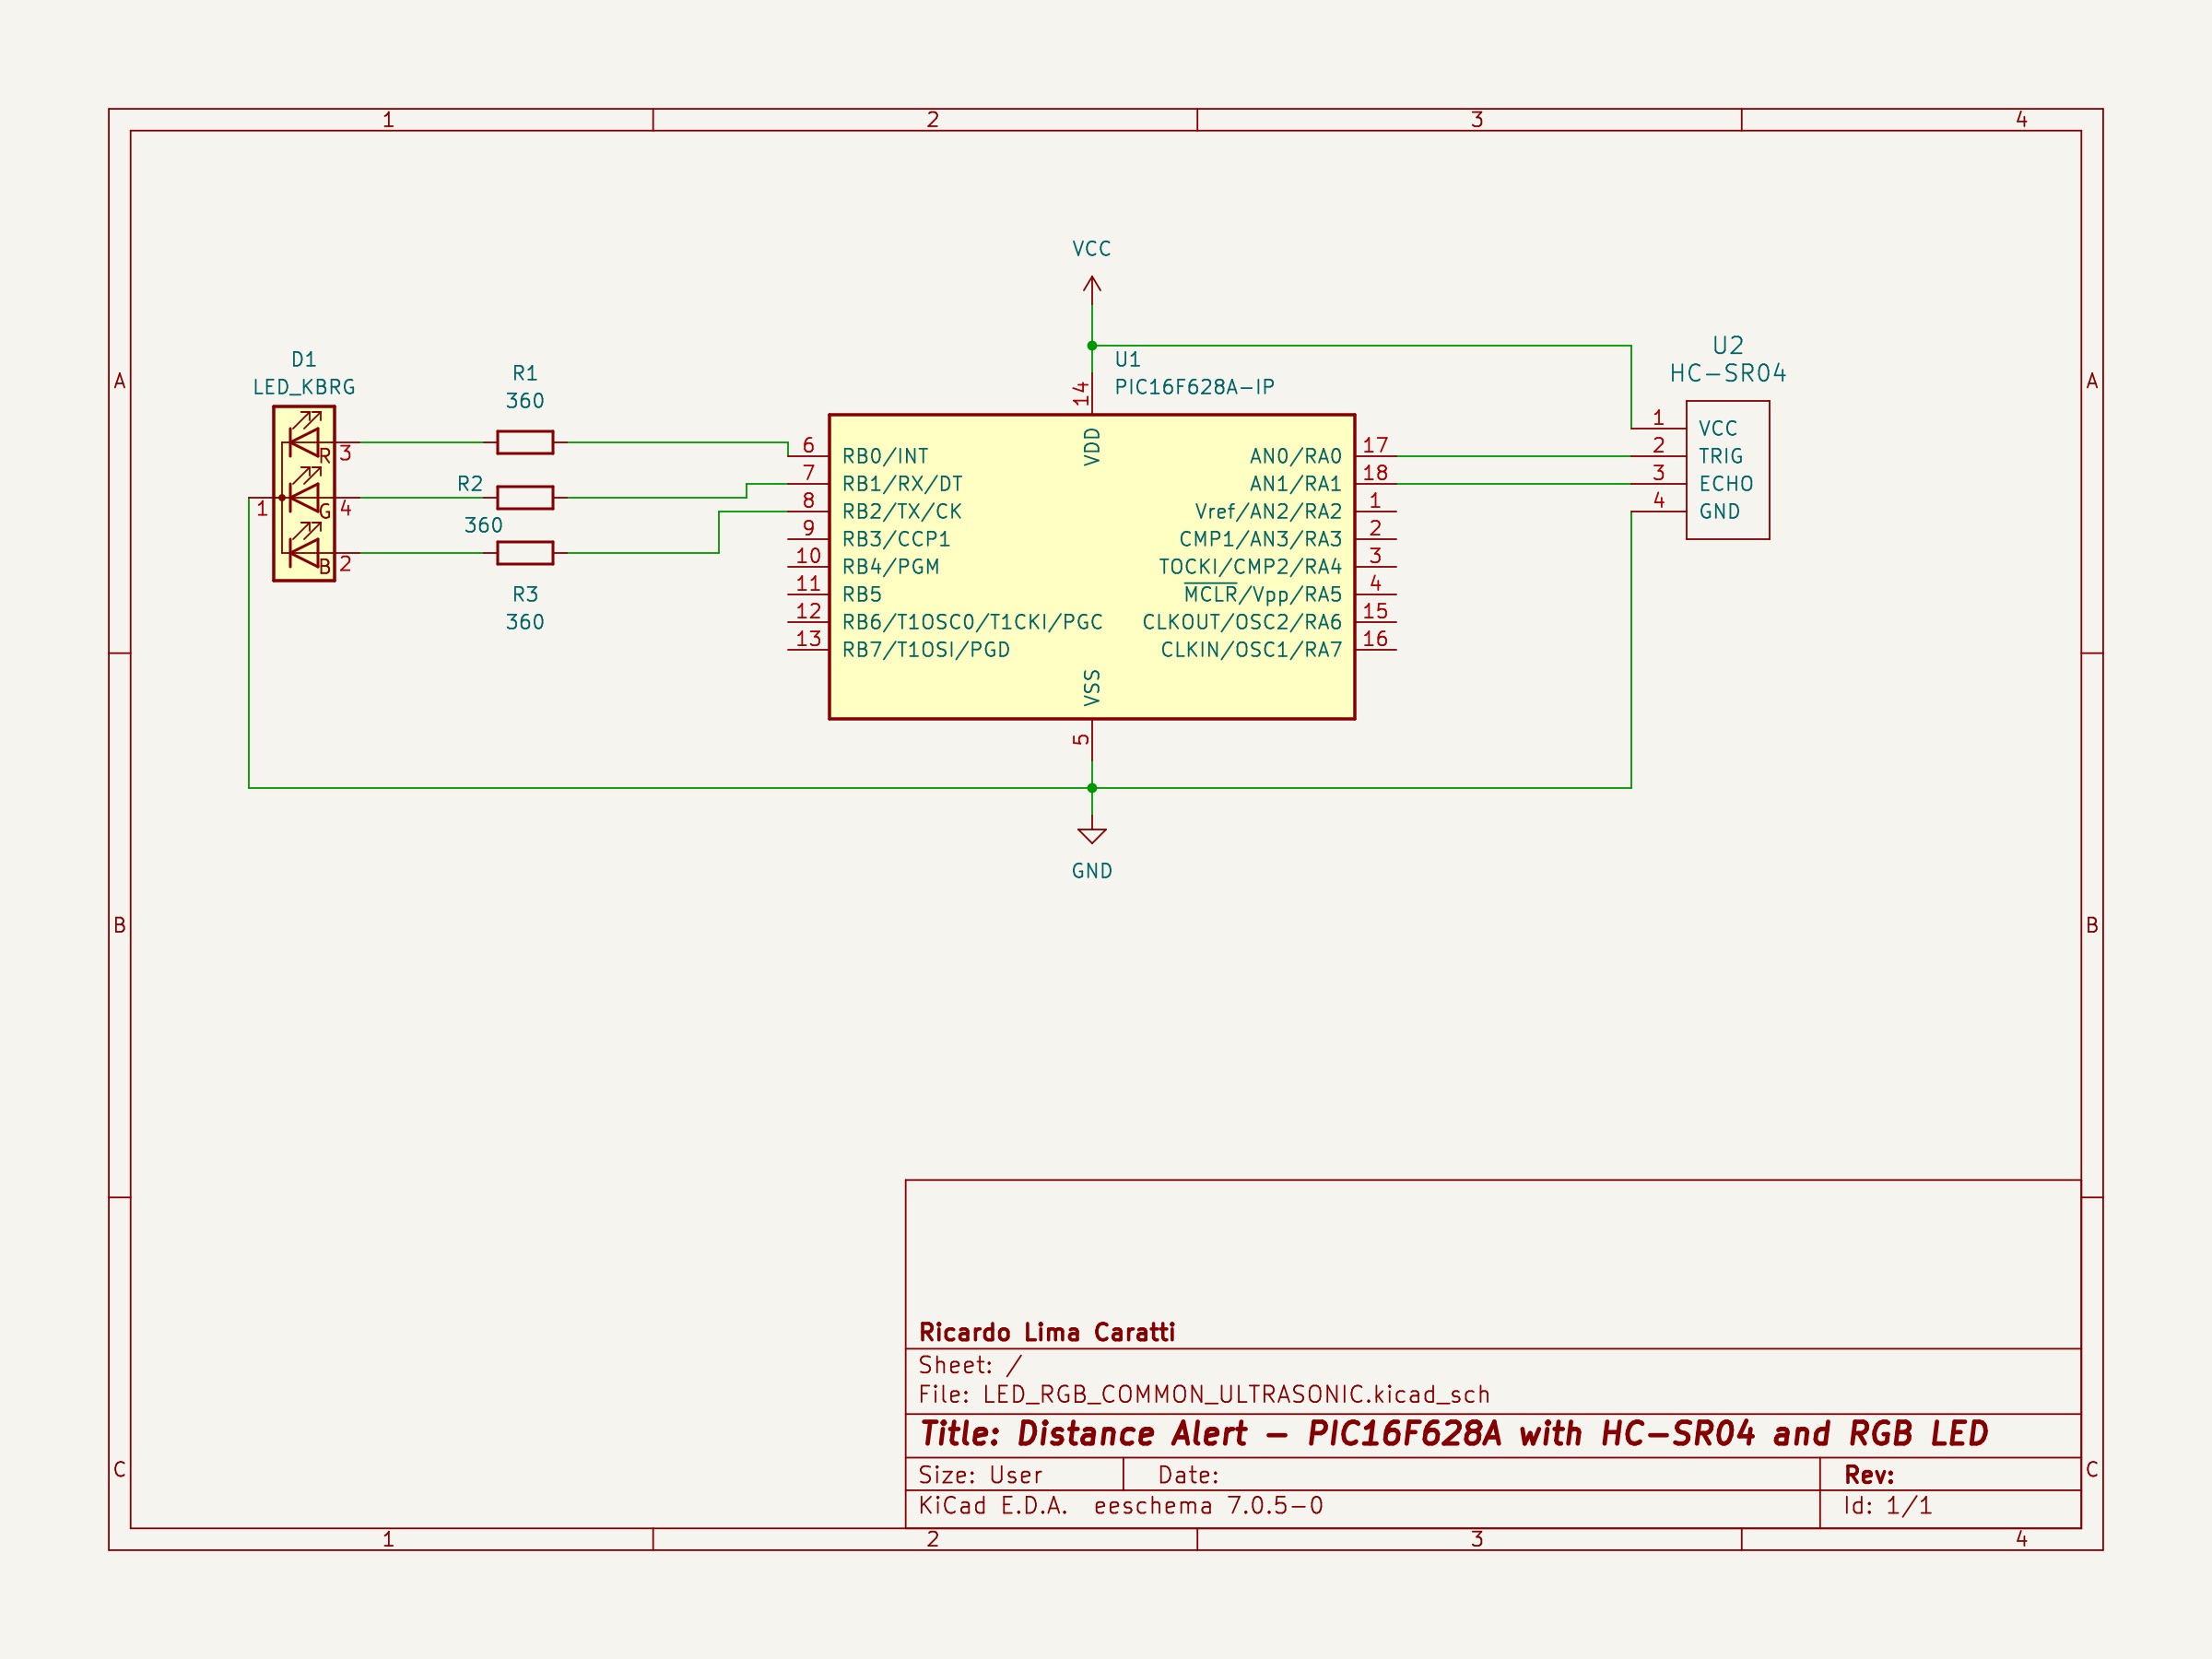 1 2 3 4
VCC
D1
LED_KBRG
R1
360
U1
PIC16F628A-IP
U2
HC-SR04
A
A
14
VDD
R 3
G 4
B 2
1
R2
360
R3
360
6 RB0/INT
7 RB1/RX/DT
8 RB2/TX/CK
9 RB3/CCP1
10 RB4/PGM
11 RB5
12 RB6/T1OSC0/T1CKI/PGC
13 RB7/T1OSI/PGD
AN0/RA0 17
AN1/RA1 18
Vref/AN2/RA2 1
CMP1/AN3/RA3 2
TOCKI/CMP2/RA4 3
MCLR/Vpp/RA5 4
CLKOUT/OSC2/RA6 15
CLKIN/OSC1/RA7 16
1 VCC
2 TRIG
3 ECHO
4 GND
VSS
5
GND
B
B
Ricardo Lima Caratti
Sheet: /
File: LED_RGB_COMMON_ULTRASONIC.kicad_sch
Title: Distance Alert - PIC16F628A with HC-SR04 and RGB LED
Size: User Date: Rev:
KiCad E.D.A. eeschema 7.0.5-0 Id: 1/1
C
C
1 2 3 4